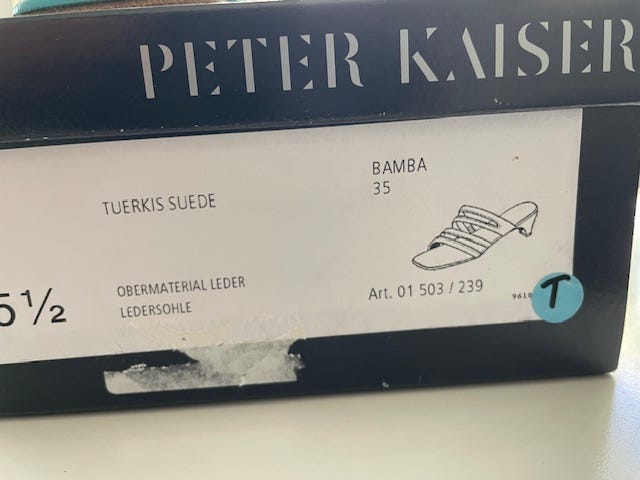 PETER KAISER
BAMBA
35
TUERKIS SUEDE
5½
OBERMATERIAL LEDER
LEDERSOHLE
Art. 01 503 / 239
T